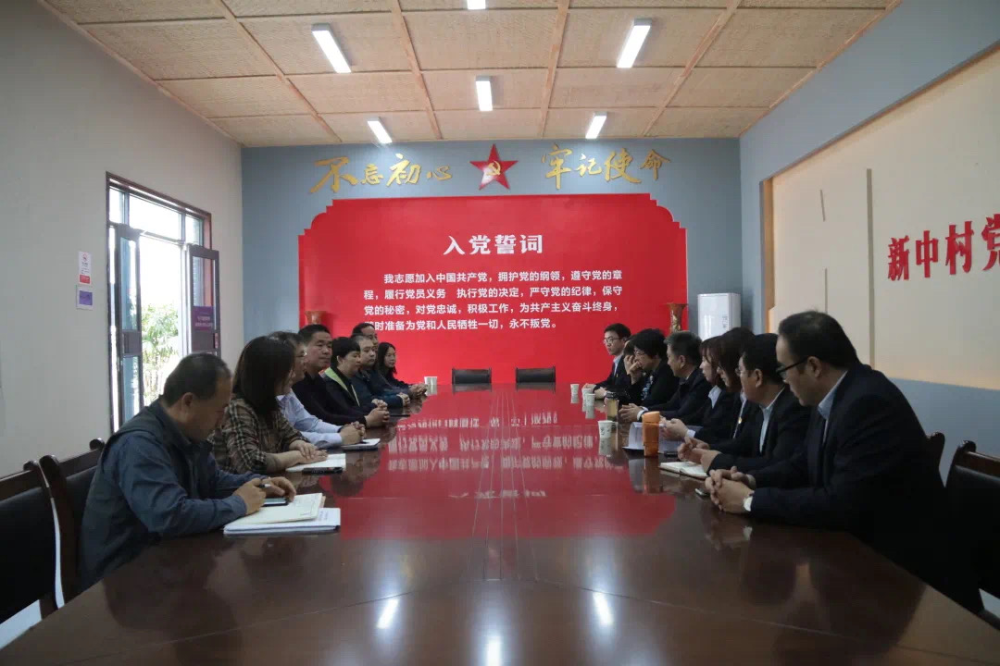 不忘初心 牢记使命
入党誓词
我志愿加入中国共产党，拥护党的纲领，遵守党的章
程，履行党员义务 执行党的决定，严守党的纪律，保守
党的秘密，对党忠诚，积极工作，为共产主义奋斗终身，
时准备为党和人民牺牲一切，永不叛党。
新中村党